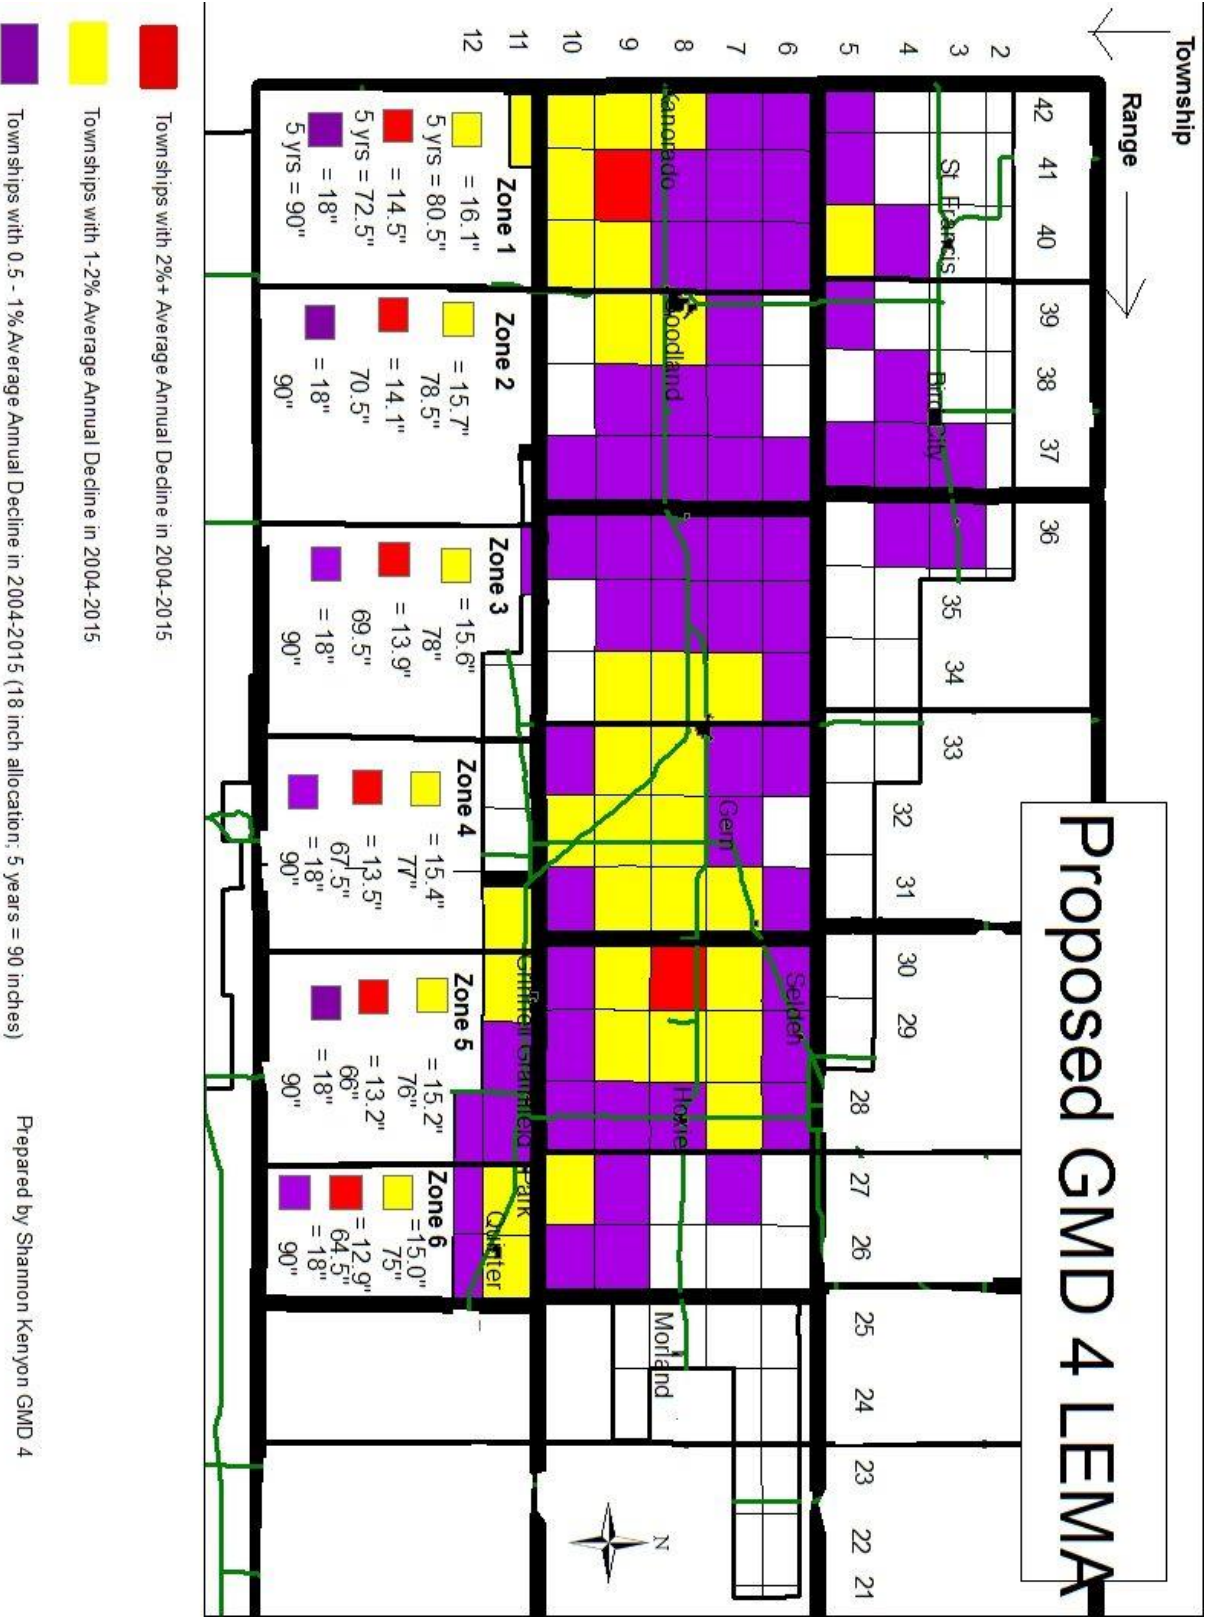 Proposed GMD 4 LEMA
Township
Range
42
41
40
39
38
37
36
35
34
33
32
31
30
29
28
27
26
25
24
23
22
21
2
3
4
5
6
7
8
9
10
11
12
St. Francis
Bird City
Kanorado
Goodland
Gem
Selden
Hoxie
Morland
Grinnell
Grainfield
Park
Quinter
N
Zone 1
= 16.1"
5 yrs = 80.5"
= 14.5"
5 yrs = 72.5"
= 18"
5 yrs = 90"
Zone 2
= 15.7"
78.5"
= 14.1"
70.5"
= 18"
90"
Zone 3
= 15.6"
78"
= 13.9"
69.5"
= 18"
90"
Zone 4
= 15.4"
77"
= 13.5"
67.5"
= 18"
90"
Zone 5
= 15.2"
76"
= 13.2"
66"
= 18"
90"
Zone 6
=15.0"
75"
=12.9"
64.5"
= 18"
90"
Townships with 2%+ Average Annual Decline in 2004-2015
Townships with 1-2% Average Annual Decline in 2004-2015
Townships with 0.5 - 1% Average Annual Decline in 2004-2015 (18 inch allocation; 5 years = 90 inches)
Prepared by Shannon Kenyon GMD 4